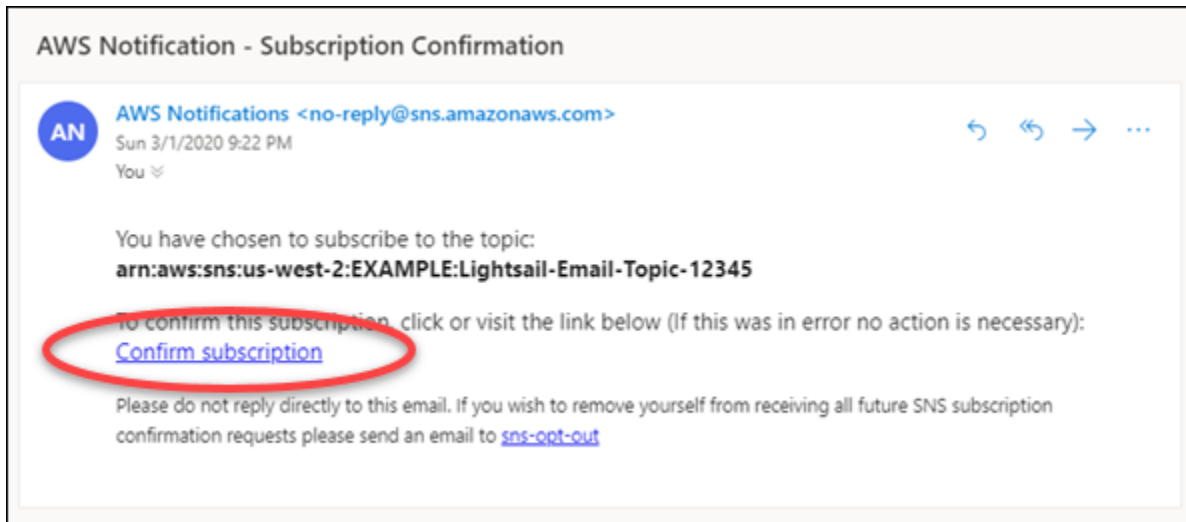 AWS Notification - Subscription Confirmation
AN
AWS Notifications <no-reply@sns.amazonaws.com>
Sun 3/1/2020 9:22 PM
You
You have chosen to subscribe to the topic:
arn:aws:sns:us-west-2:EXAMPLE:Lightsail-Email-Topic-12345
To confirm this subscription, click or visit the link below (If this was in error no action is necessary):
Confirm subscription
Please do not reply directly to this email. If you wish to remove yourself from receiving all future SNS subscription
confirmation requests please send an email to sns-opt-out